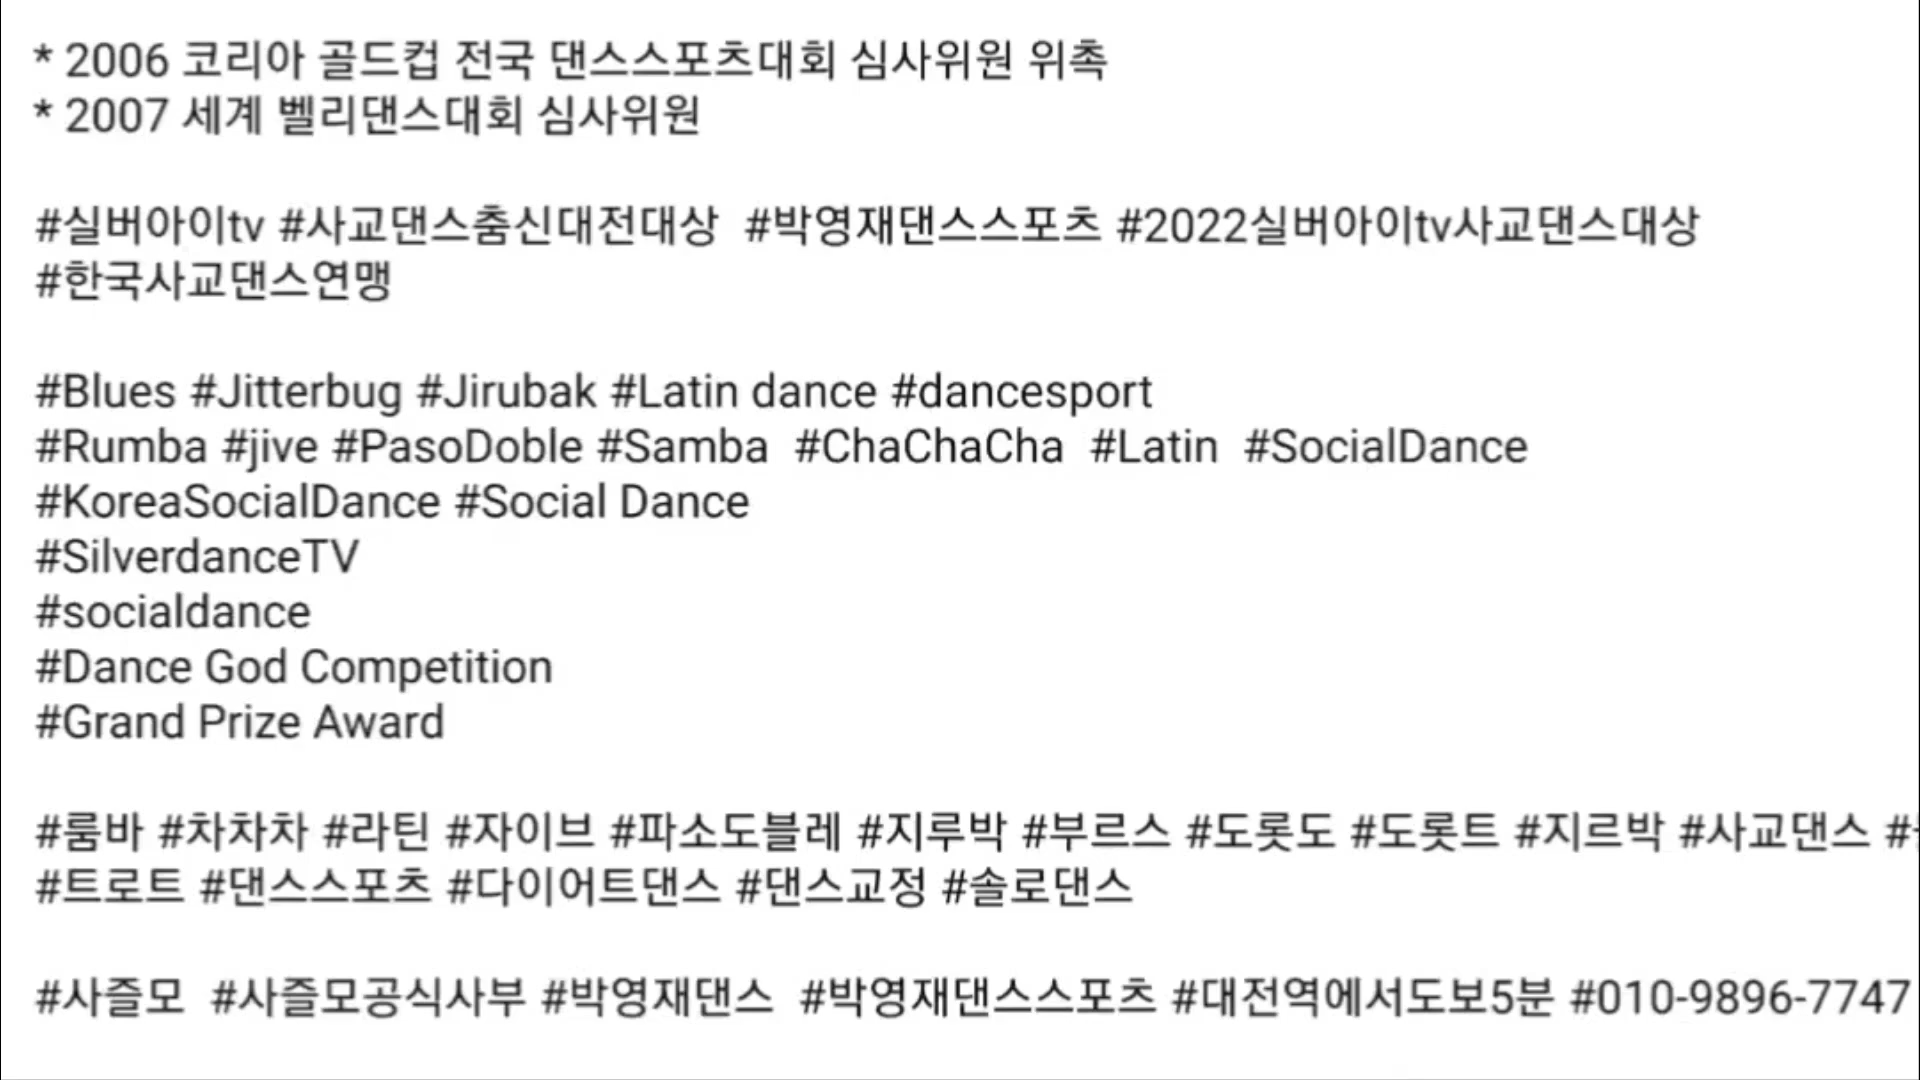 * 2006 코리아 골드컵 전국 댄스스포츠대회 심사위원 위촉
* 2007 세계 벨리댄스대회 심사위원
#실버아이tv #사교댄스춤신대전대상 #박영재댄스스포츠 #2022실버아이tv사교댄스대상
#한국사교댄스연맹
#Blues #Jitterbug #Jirubak #Latin dance #dancesport
#Rumba #jive #PasoDoble #Samba #ChaChaCha #Latin #SocialDance
#KoreaSocialDance #Social Dance
#SilverdanceTV
#socialdance
#Dance God Competition
#Grand Prize Award
#룸바 #차차차 #라틴 #자이브 #파소도블레 #지루박 #부르스 #도롯도 #도롯트 #지르박 #사교댄스 #
#트로트 #댄스스포츠 #다이어트댄스 #댄스교정 #솔로댄스
#사즐모 #사즐모공식사부 #박영재댄스 #박영재댄스스포츠 #대전역에서도보5분 #010-9896-7747